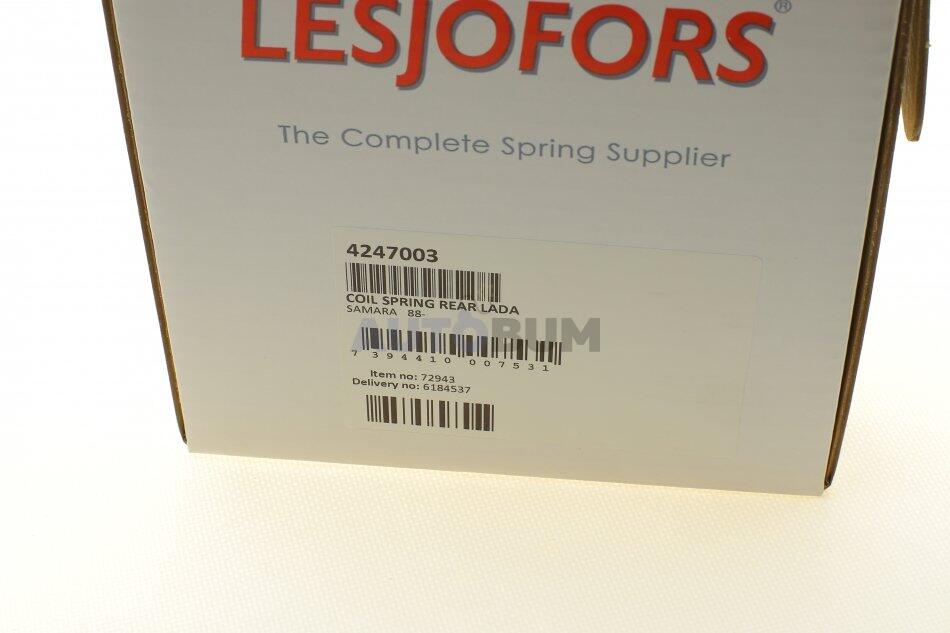 LESJOFORS®
The Complete Spring Supplier
4247003
COIL SPRING REAR LADA
SAMARA 88-
AUTOBUM
7 394410 007531
Item no: 72943
Delivery no: 6184537